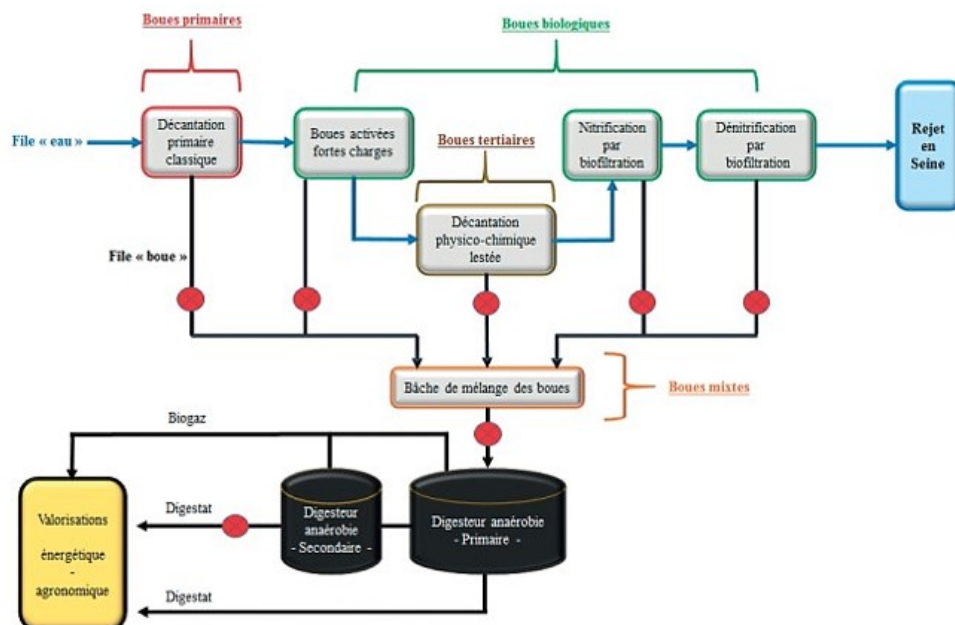 Boues primaires
Boues biologiques
File « eau »
Décantation
primaire
classique
Boues activées
fortes charges
Boues tertiaires
Nitrification
par
biofiltration
Dénitrification
par
biofiltration
Rejet
en
Seine
Décantation
physico-chimique
lestée
File « boue »
Bâche de mélange des boues
Boues mixtes
Biogaz
Valorisations
énergétique
-
agronomique
Digestat
Digesteur
anaérobie
- Secondaire -
Digesteur anaérobie
- Primaire -
Digestat